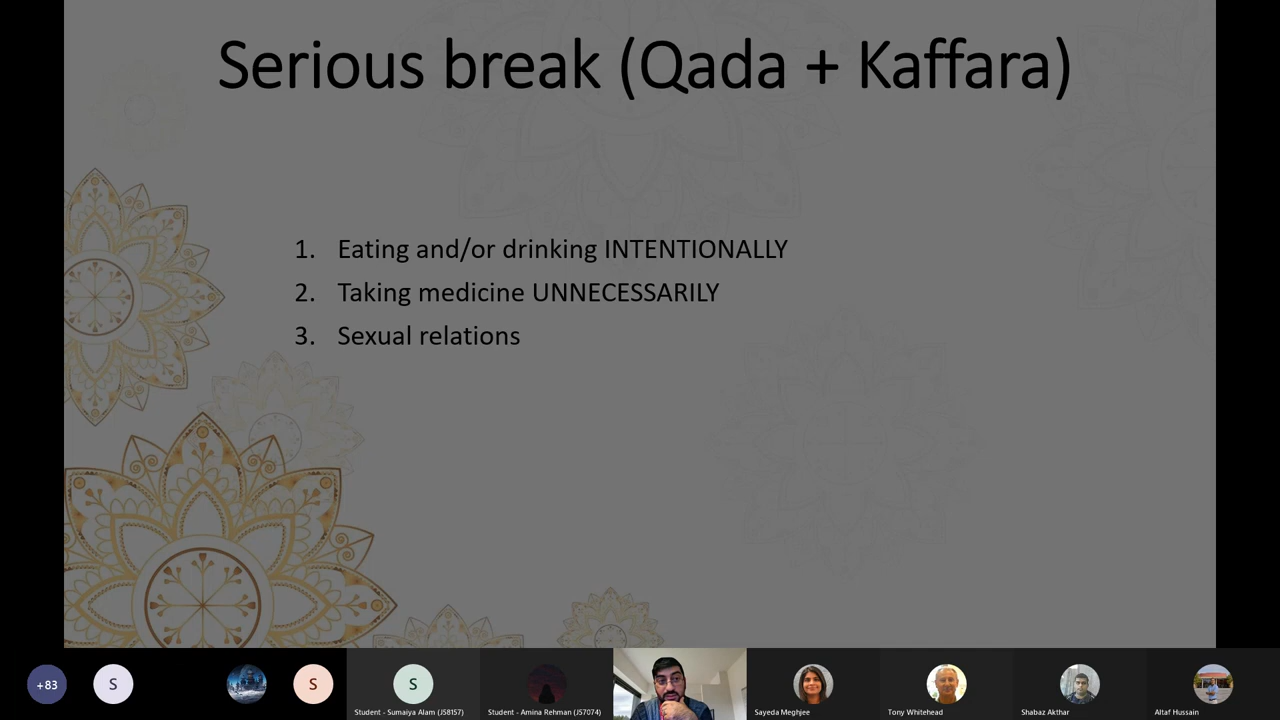 Serious break (Qada + Kaffara)
1. Eating and/or drinking INTENTIONALLY
2. Taking medicine UNNECESSARILY
3. Sexual relations
+83
S
S
S
Student - Sumaiya Alam (JS8157)
Student - Amina Rehman (JS7074)
Sayeda Meghjee
Tony Whitehead
Shabaz Akthar
Altaf Hussain